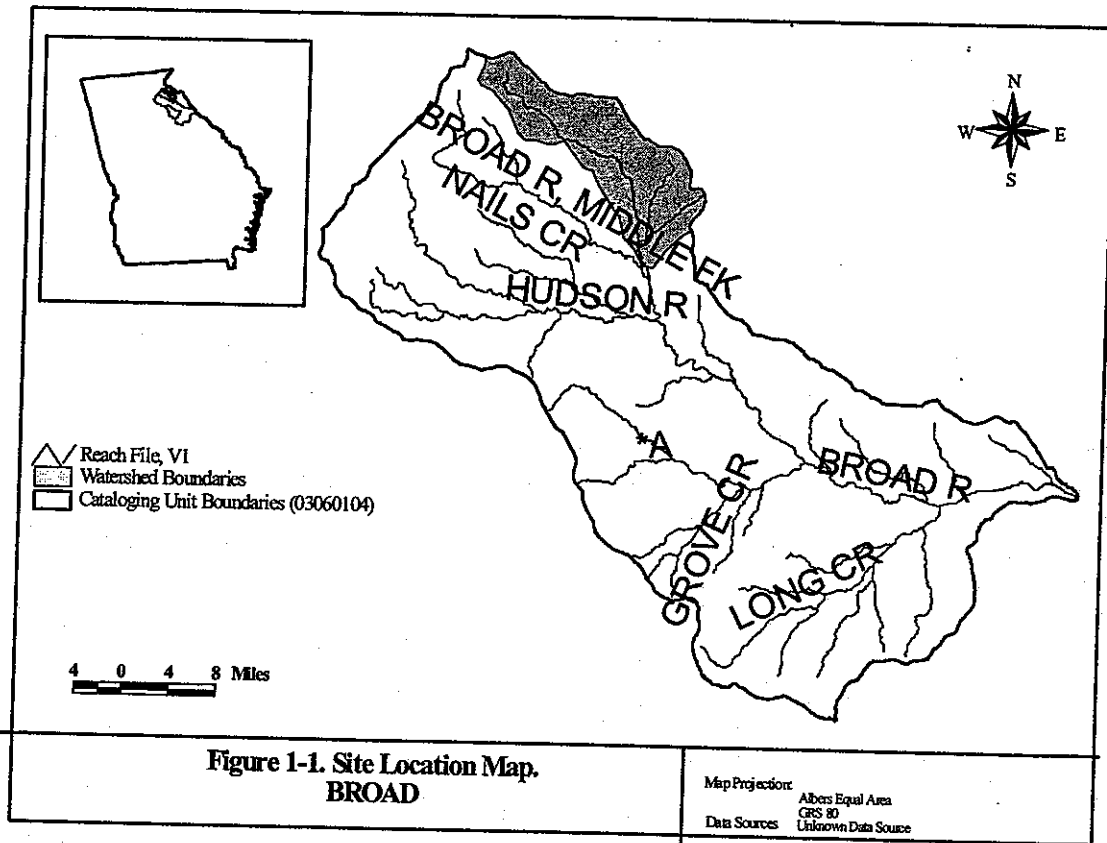 N
W E
S
BROAD R, MIDDLE FK
NAILS CR
HUDSON R
*A
BROAD R
GROVE CR
LONG CR
Reach File, V1
Watershed Boundaries
Cataloging Unit Boundaries (03060104)
4 0 4 8 Miles
Figure 1-1. Site Location Map.
BROAD
Map Projection:
Albers Equal Area
GRS 80
Data Sources Unknown Data Source